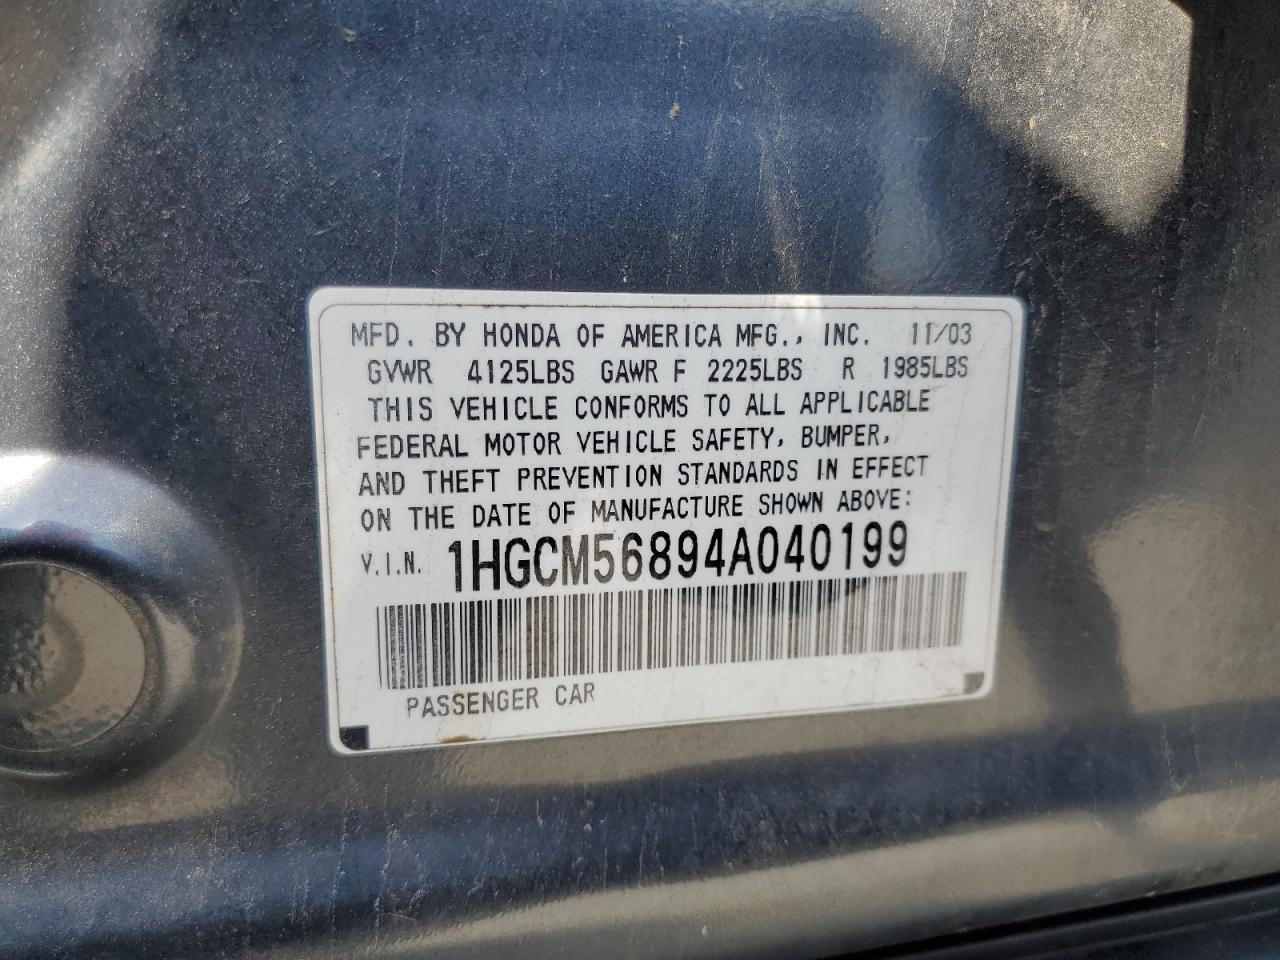 MFD. BY HONDA OF AMERICA MFG., INC. 11/03
GVWR 4125LBS GAWR F 2225LBS R 1985LBS
THIS VEHICLE CONFORMS TO ALL APPLICABLE
FEDERAL MOTOR VEHICLE SAFETY, BUMPER,
AND THEFT PREVENTION STANDARDS IN EFFECT
ON THE DATE OF MANUFACTURE SHOWN ABOVE:
V.I.N. 1HGCM56894A040199
PASSENGER CAR